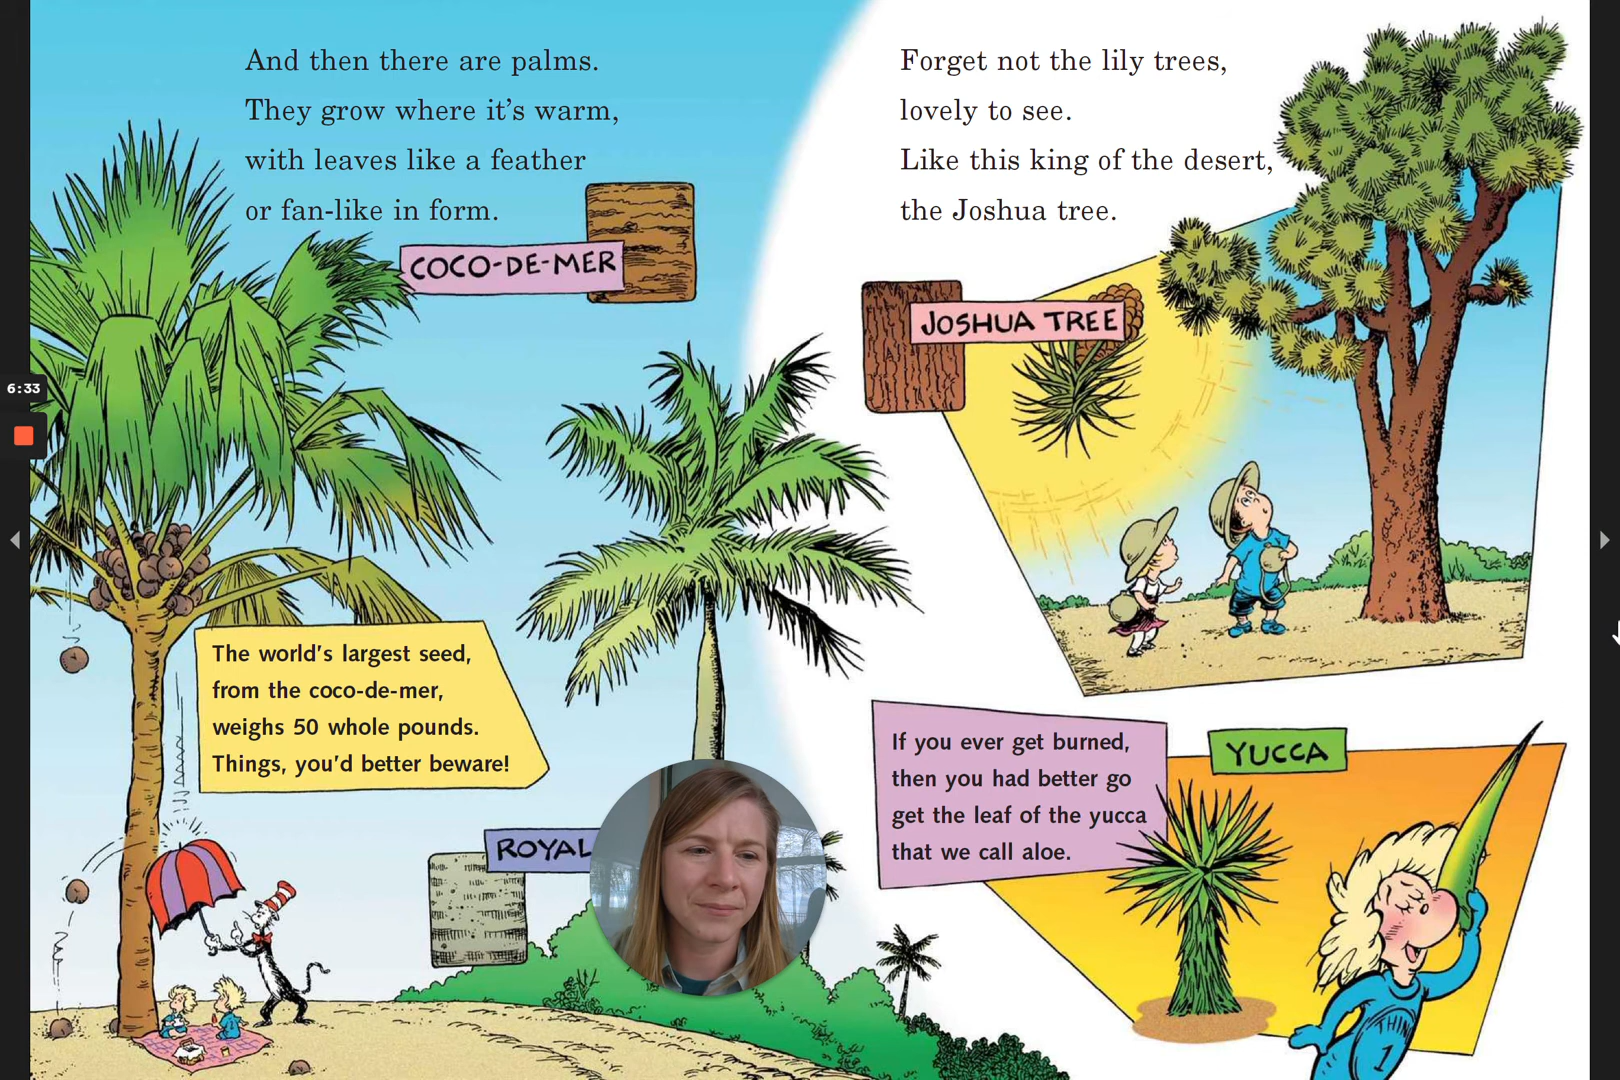 And then there are palms.
They grow where it's warm,
with leaves like a feather
or fan-like in form.
COCO-DE-MER
The world's largest seed,
from the coco-de-mer,
weighs 50 whole pounds.
Things, you'd better beware!
ROYAL
Forget not the lily trees,
lovely to see.
Like this king of the desert,
the Joshua tree.
JOSHUA TREE
If you ever get burned,
then you had better go
get the leaf of the yucca
that we call aloe.
YUCCA
THING
1
6:33